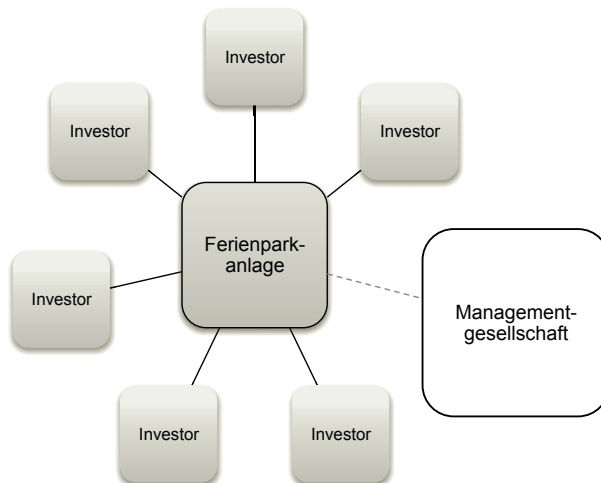 Investor
Investor
Investor
Ferienpark-
anlage
Investor
Management-
gesellschaft
Investor
Investor